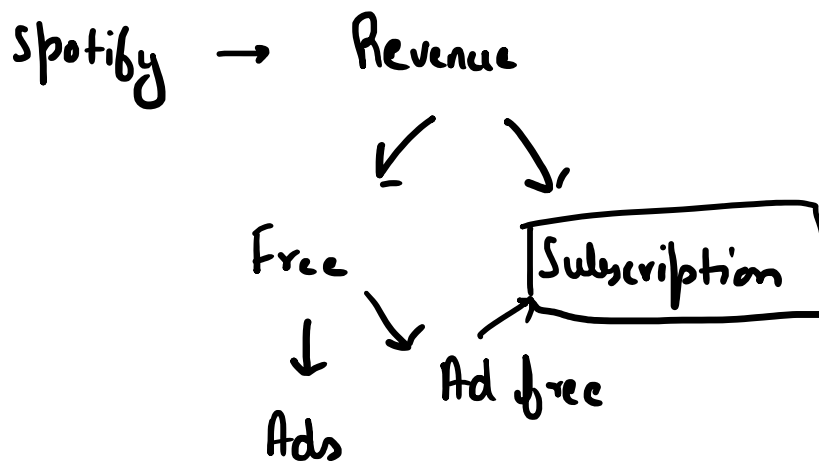 Spotify → Revenue
Free
Subscription
Ad free
Ads